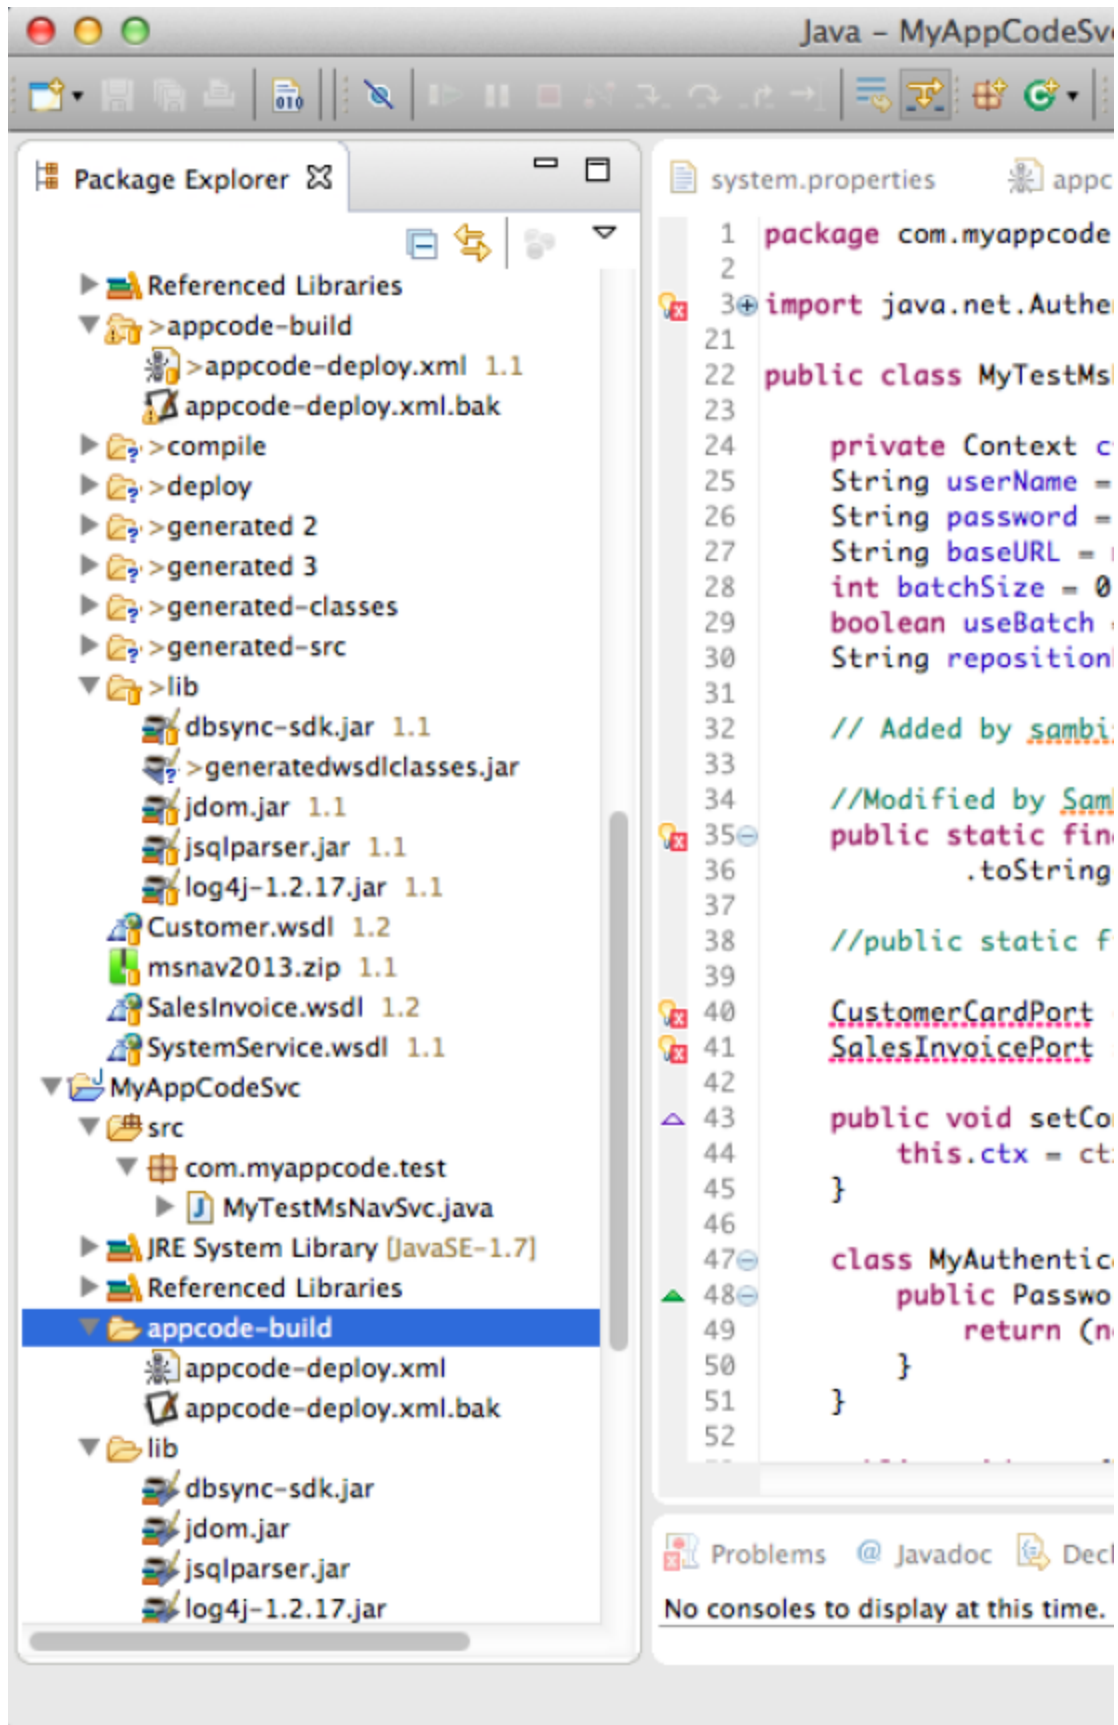 Java – MyAppCodeSv
010
Package Explorer
Referenced Libraries
>appcode-build
>appcode-deploy.xml 1.1
appcode-deploy.xml.bak
>compile
>deploy
>generated 2
>generated 3
>generated-classes
>generated-src
>lib
dbsync-sdk.jar 1.1
>generatedwsdlclasses.jar
jdom.jar 1.1
jsqlparser.jar 1.1
log4j-1.2.17.jar 1.1
Customer.wsdl 1.2
msnav2013.zip 1.1
SalesInvoice.wsdl 1.2
SystemService.wsdl 1.1
MyAppCodeSvc
src
com.myappcode.test
MyTestMsNavSvc.java
JRE System Library [JavaSE-1.7]
Referenced Libraries
appcode-build
appcode-deploy.xml
appcode-deploy.xml.bak
lib
dbsync-sdk.jar
jdom.jar
jsqlparser.jar
log4j-1.2.17.jar
system.properties appc
1 package com.myappcode
2
3 import java.net.Authe
21
22 public class MyTestMs
23
24 private Context c
25 String userName =
26 String password =
27 String baseURL =
28 int batchSize = 0
29 boolean useBatch
30 String reposition
31
32 // Added by sambi
33
34 //Modified by Sam
35 public static fin
36 .toString
37
38 //public static f
39
40 CustomerCardPort
41 SalesInvoicePort
42
43 public void setCo
44 this.ctx = ct
45 }
46
47 class MyAuthentic
48 public Passwo
49 return (n
50 }
51 }
52
Problems @ Javadoc Decl
No consoles to display at this time.